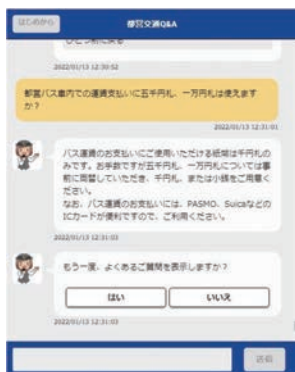 はじめから
都営交通Q&A
ひとつ前に戻る
2022/01/13 12:30:52
都営バス車内での運賃支払いに五千円札、一万円札は使えます
か？
2022/01/13 12:31:01
バス運賃のお支払いにご使用いただける紙幣は千円札の
みです。お手数ですが五千円札、一万円札については事
前に両替していただき、千円札、または小銭をご用意く
ださい。
なお、バス運賃のお支払いには、PASMO、Suicaなどの
ICカードが便利ですので、ご利用ください。
2022/01/13 12:31:03
もう一度、よくあるご質問を表示しますか？
はい
いいえ
2022/01/13 12:31:03
送信